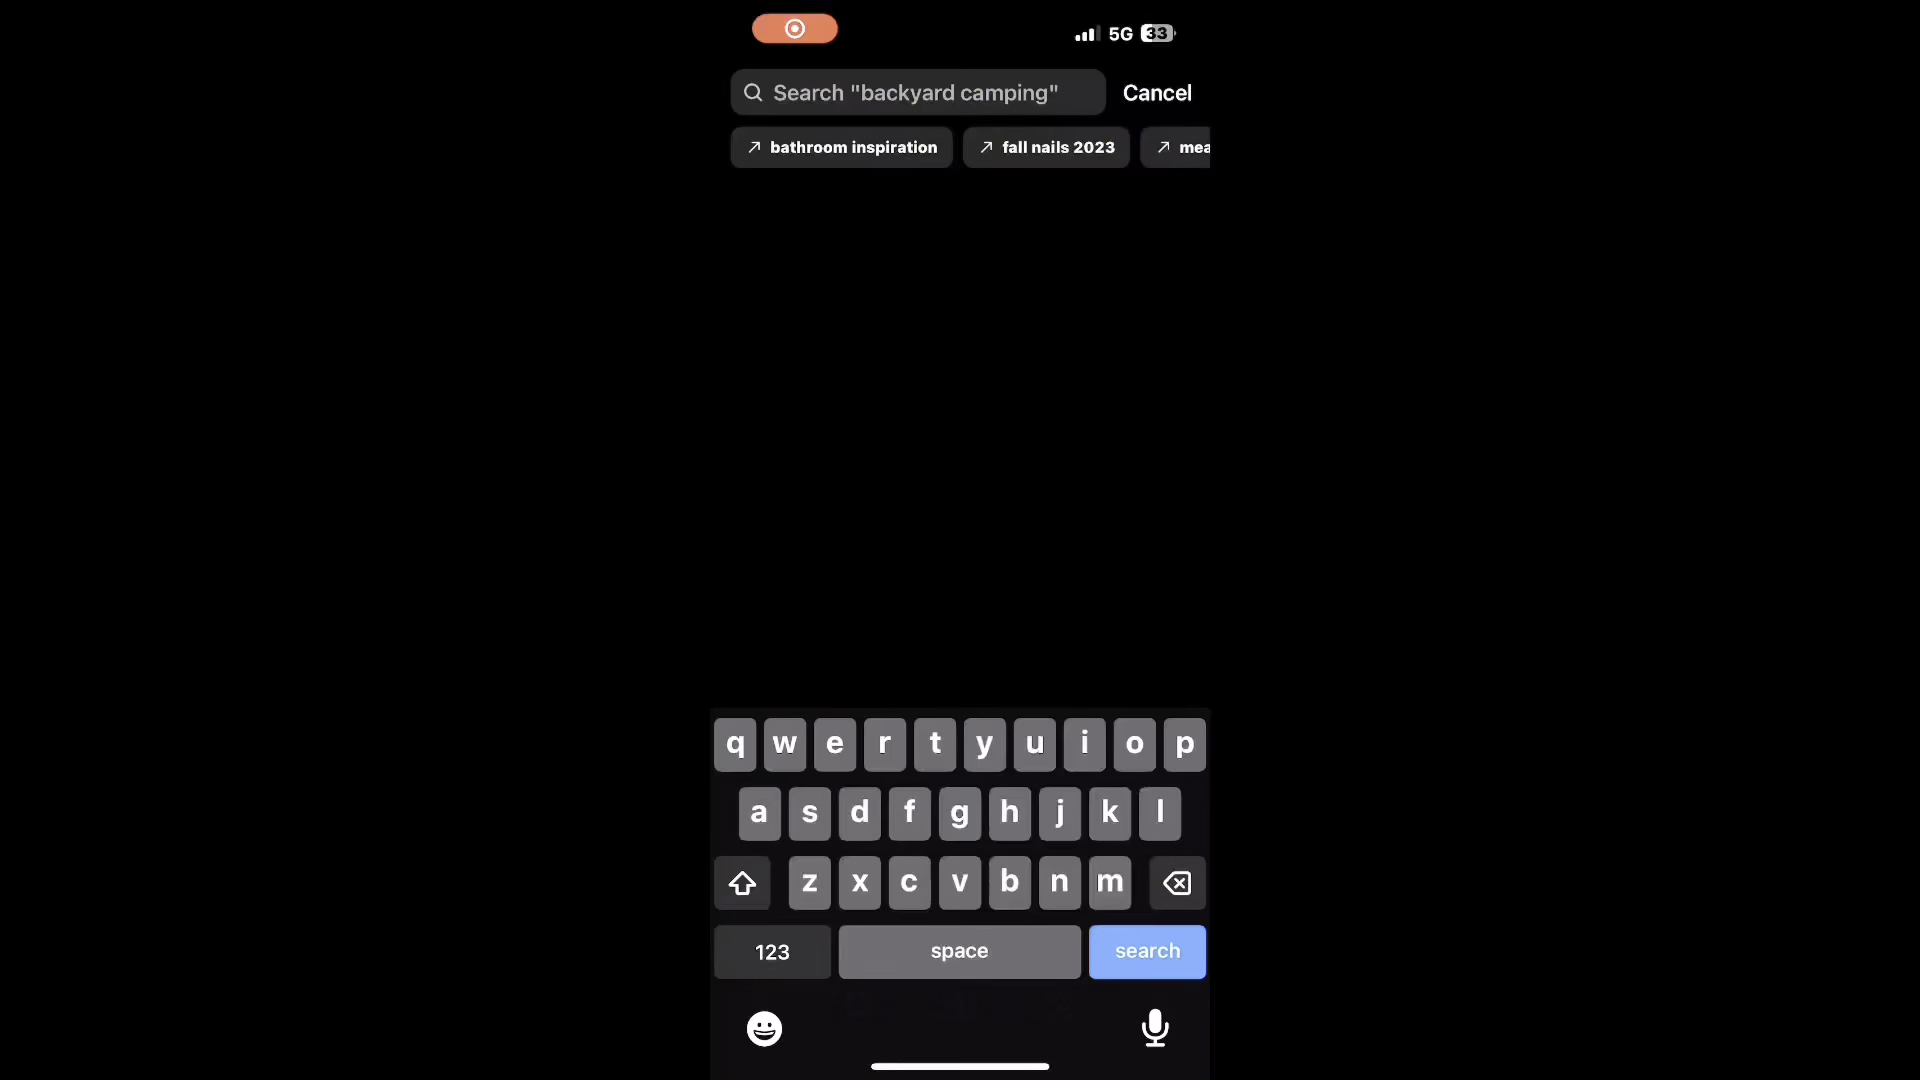 5G 33
Search "backyard camping" Cancel
bathroom inspiration fall nails 2023 mea
q w e r t y u i o p
a s d f g h j k l
z x c v b n m
123 space search